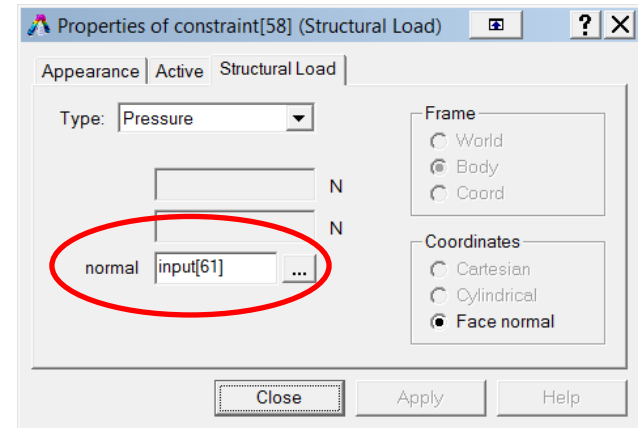 Properties of constraint[58] (Structural Load)
? X
Appearance Active Structural Load
Type: Pressure
Frame
World
Body
Coord
N
N
normal input[61] ...
Coordinates
Cartesian
Cylindrical
Face normal
Close Apply Help